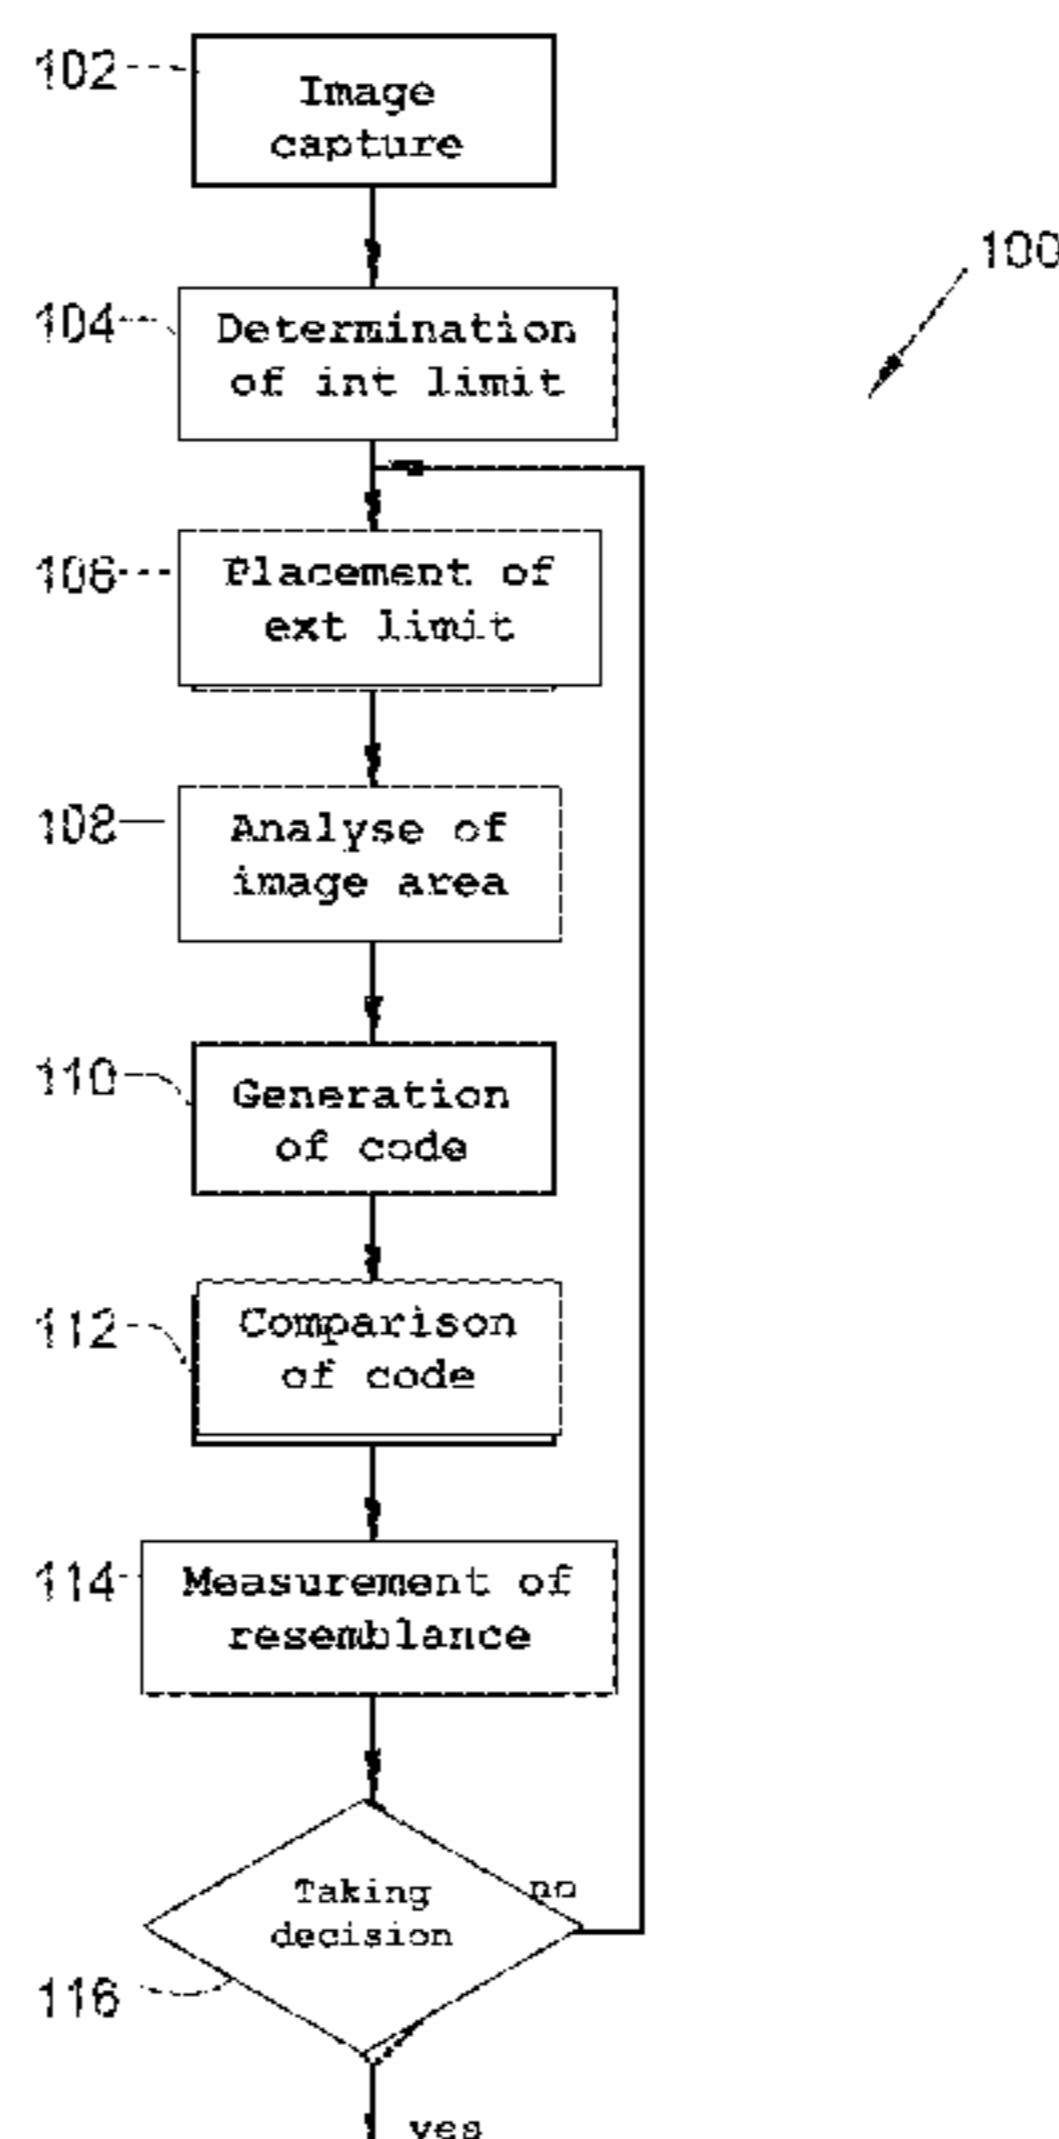 102
Image
capture
100
104
Determination
of int limit
106
Placement of
ext limit
108
Analyse of
image area
110
Generation
of code
112
Comparison
of code
114
Measurement of
resemblance
Taking
decision
no
116
yes